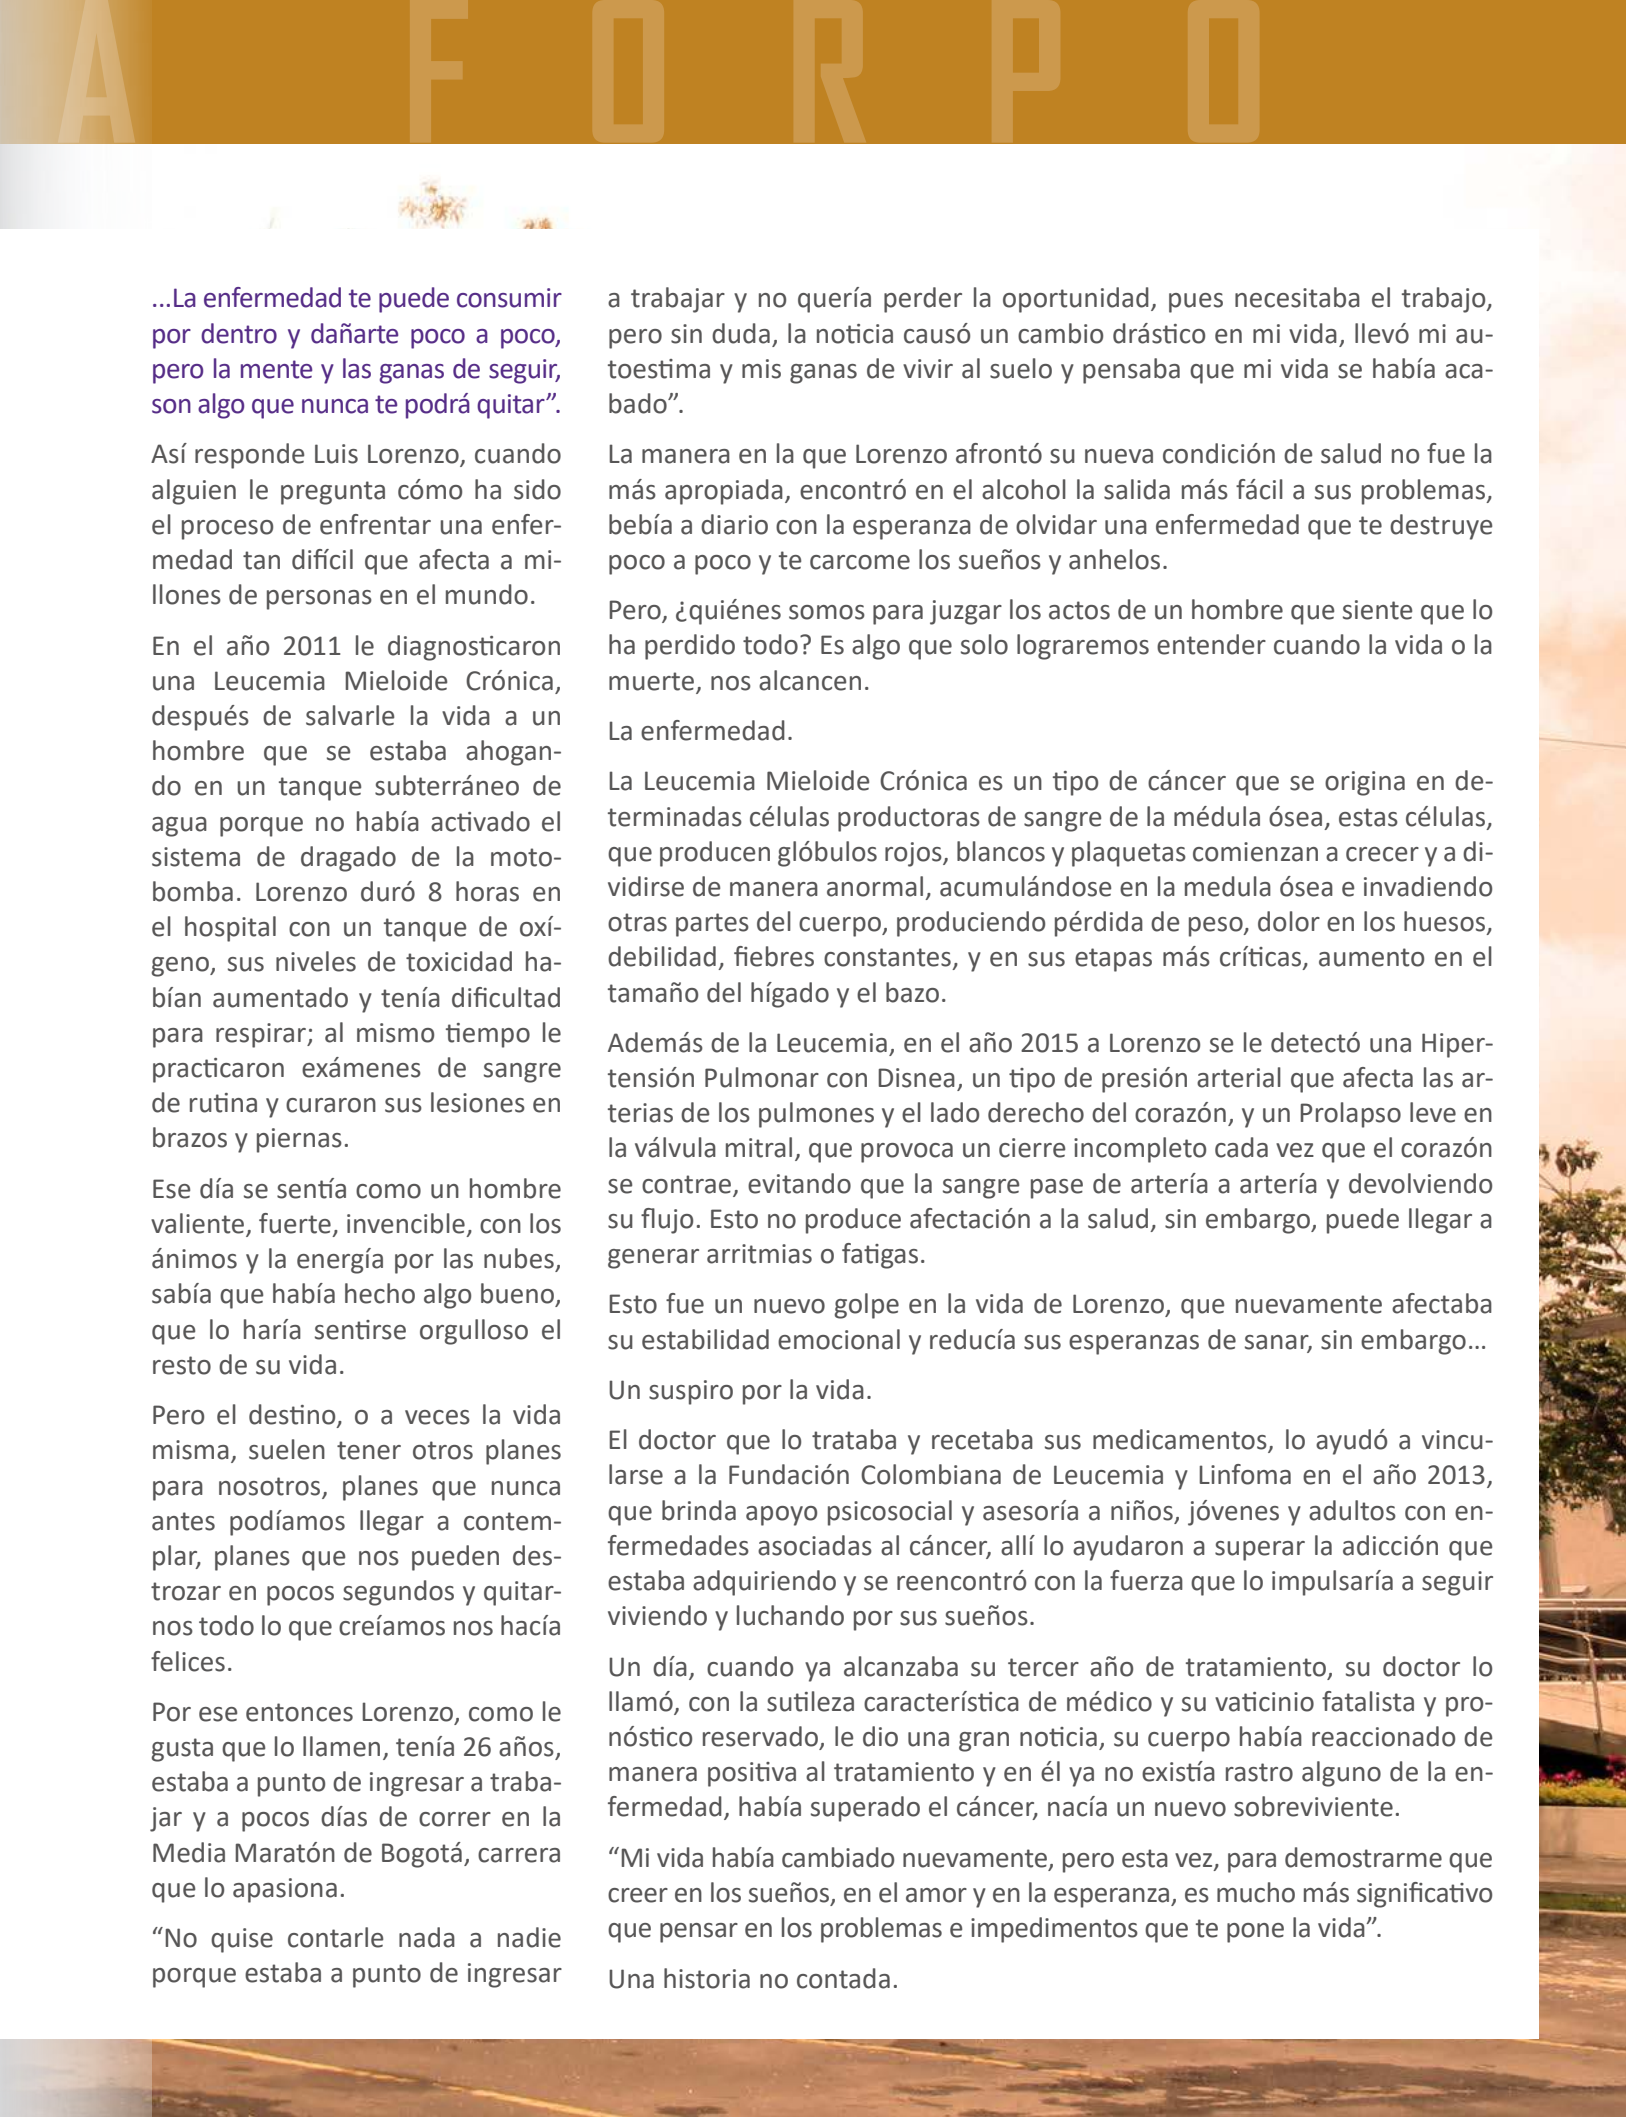 A FORPO
...La enfermedad te puede consumir
por dentro y dañarte poco a poco,
pero la mente y las ganas de seguir,
son algo que nunca te podrá quitar”.
Así responde Luis Lorenzo, cuando
alguien le pregunta cómo ha sido
el proceso de enfrentar una enfer-
medad tan difícil que afecta a mi-
llones de personas en el mundo.
En el año 2011 le diagnosticaron
una Leucemia Mieloide Crónica,
después de salvarle la vida a un
hombre que se estaba ahogan-
do en un tanque subterráneo de
agua porque no había activado el
sistema de dragado de la moto-
bomba. Lorenzo duró 8 horas en
el hospital con un tanque de oxí-
geno, sus niveles de toxicidad ha-
bían aumentado y tenía dificultad
para respirar; al mismo tiempo le
practicaron exámenes de sangre
de rutina y curaron sus lesiones en
brazos y piernas.
Ese día se sentía como un hombre
valiente, fuerte, invencible, con los
ánimos y la energía por las nubes,
sabía que había hecho algo bueno,
que lo haría sentirse orgulloso el
resto de su vida.
Pero el destino, o a veces la vida
misma, suelen tener otros planes
para nosotros, planes que nunca
antes podíamos llegar a contem-
plar, planes que nos pueden des-
trozar en pocos segundos y quitar-
nos todo lo que creíamos nos hacía
felices.
Por ese entonces Lorenzo, como le
gusta que lo llamen, tenía 26 años,
estaba a punto de ingresar a traba-
jar y a pocos días de correr en la
Media Maratón de Bogotá, carrera
que lo apasiona.
“No quise contarle nada a nadie
porque estaba a punto de ingresar
a trabajar y no quería perder la oportunidad, pues necesitaba el trabajo,
pero sin duda, la noticia causó un cambio drástico en mi vida, llevó mi au-
toestima y mis ganas de vivir al suelo y pensaba que mi vida se había aca-
bado”.
La manera en la que Lorenzo afrontó su nueva condición de salud no fue la
más apropiada, encontró en el alcohol la salida más fácil a sus problemas,
bebía a diario con la esperanza de olvidar una enfermedad que te destruye
poco a poco y te carcome los sueños y anhelos.
Pero, ¿quiénes somos para juzgar los actos de un hombre que siente que lo
ha perdido todo? Es algo que solo lograremos entender cuando la vida o la
muerte, nos alcancen.
La enfermedad.
La Leucemia Mieloide Crónica es un tipo de cáncer que se origina en de-
terminadas células productoras de sangre de la médula ósea, estas células,
que producen glóbulos rojos, blancos y plaquetas comienzan a crecer y a di-
vidirse de manera anormal, acumulándose en la medula ósea e invadiendo
otras partes del cuerpo, produciendo pérdida de peso, dolor en los huesos,
debilidad, fiebres constantes, y en sus etapas más críticas, aumento en el
tamaño del hígado y el bazo.
Además de la Leucemia, en el año 2015 a Lorenzo se le detectó una Hiper-
tensión Pulmonar con Disnea, un tipo de presión arterial que afecta las ar-
terias de los pulmones y el lado derecho del corazón, y un Prolapso leve en
la válvula mitral, que provoca un cierre incompleto cada vez que el corazón
se contrae, evitando que la sangre pase de artería a artería y devolviendo
su flujo. Esto no produce afectación a la salud, sin embargo, puede llegar a
generar arritmias o fatigas.
Esto fue un nuevo golpe en la vida de Lorenzo, que nuevamente afectaba
su estabilidad emocional y reducía sus esperanzas de sanar, sin embargo...
Un suspiro por la vida.
El doctor que lo trataba y recetaba sus medicamentos, lo ayudó a vincu-
larse a la Fundación Colombiana de Leucemia y Linfoma en el año 2013,
que brinda apoyo psicosocial y asesoría a niños, jóvenes y adultos con en-
fermedades asociadas al cáncer, allí lo ayudaron a superar la adicción que
estaba adquiriendo y se reencontró con la fuerza que lo impulsaría a seguir
viviendo y luchando por sus sueños.
Un día, cuando ya alcanzaba su tercer año de tratamiento, su doctor lo
llamó, con la sutileza característica de médico y su vaticinio fatalista y pro-
nóstico reservado, le dio una gran noticia, su cuerpo había reaccionado de
manera positiva al tratamiento y en él ya no existía rastro alguno de la en-
fermedad, había superado el cáncer, nacía un nuevo sobreviviente.
“Mi vida había cambiado nuevamente, pero esta vez, para demostrarme que
creer en los sueños, en el amor y en la esperanza, es mucho más significativo
que pensar en los problemas e impedimentos que te pone la vida”.
Una historia no contada.